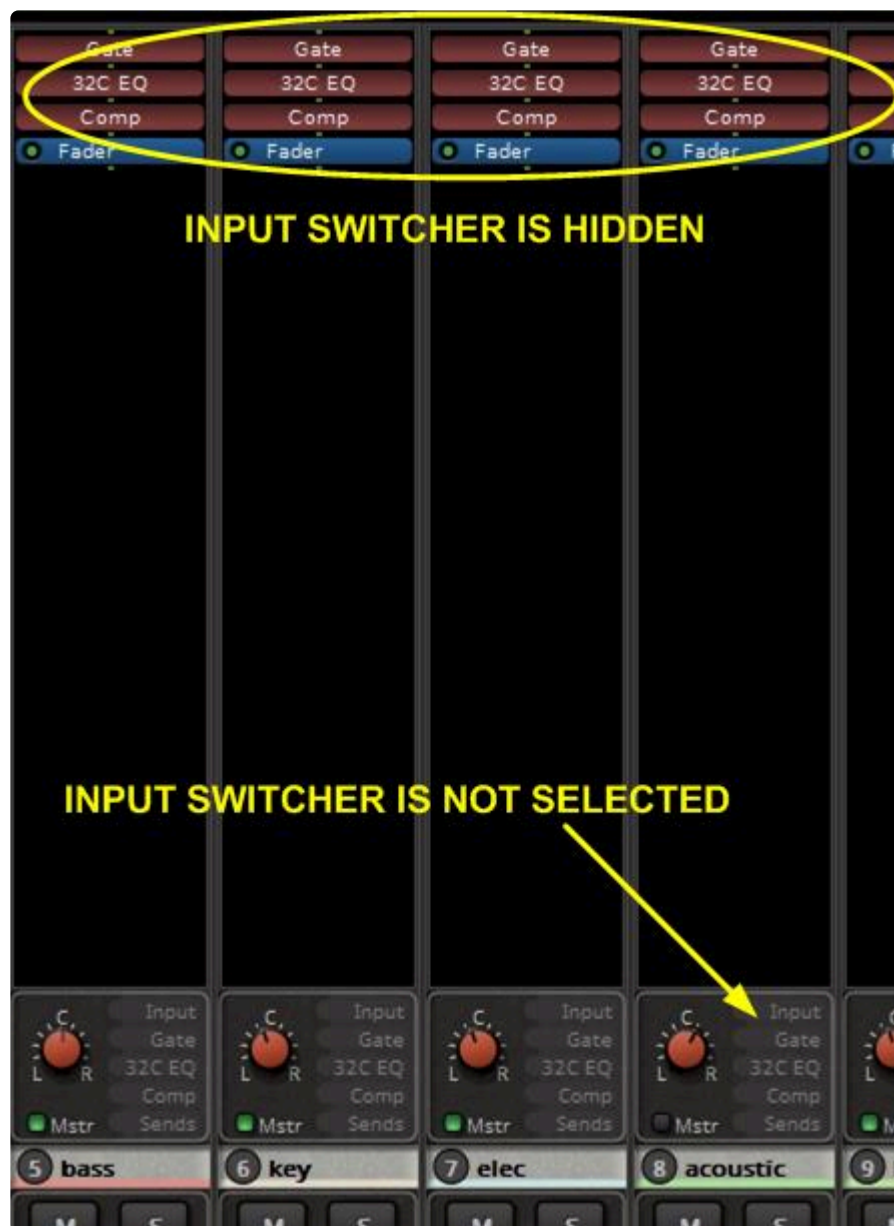 Gate Gate Gate Gate
32C EQ 32C EQ 32C EQ 32C EQ
Comp Comp Comp Comp
Fader Fader Fader Fader
INPUT SWITCHER IS HIDDEN
INPUT SWITCHER IS NOT SELECTED
C Input C Input C Input C Input
Gate Gate Gate Gate
L R 32C EQ L R 32C EQ L R 32C EQ L R 32C EQ L
Comp Comp Comp Comp
Mstr Sends Mstr Sends Mstr Sends Mstr Sends
5 bass 6 key 7 elec 8 acoustic 9
M S M S M S M S